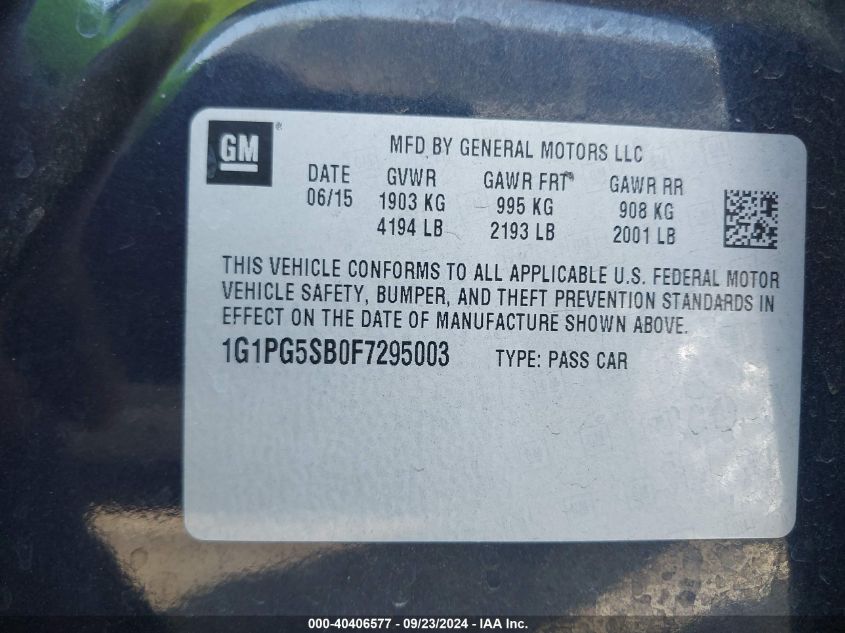 GM ®
MFD BY GENERAL MOTORS LLC
DATE GVWR GAWR FRT GAWR RR
06/15 1903 KG 995 KG 908 KG
4194 LB 2193 LB 2001 LB
THIS VEHICLE CONFORMS TO ALL APPLICABLE U.S. FEDERAL MOTOR
VEHICLE SAFETY, BUMPER, AND THEFT PREVENTION STANDARDS IN
EFFECT ON THE DATE OF MANUFACTURE SHOWN ABOVE.
1G1PG5SB0F7295003 TYPE: PASS CAR
000-40406577 - 09/23/2024 - IAA Inc.